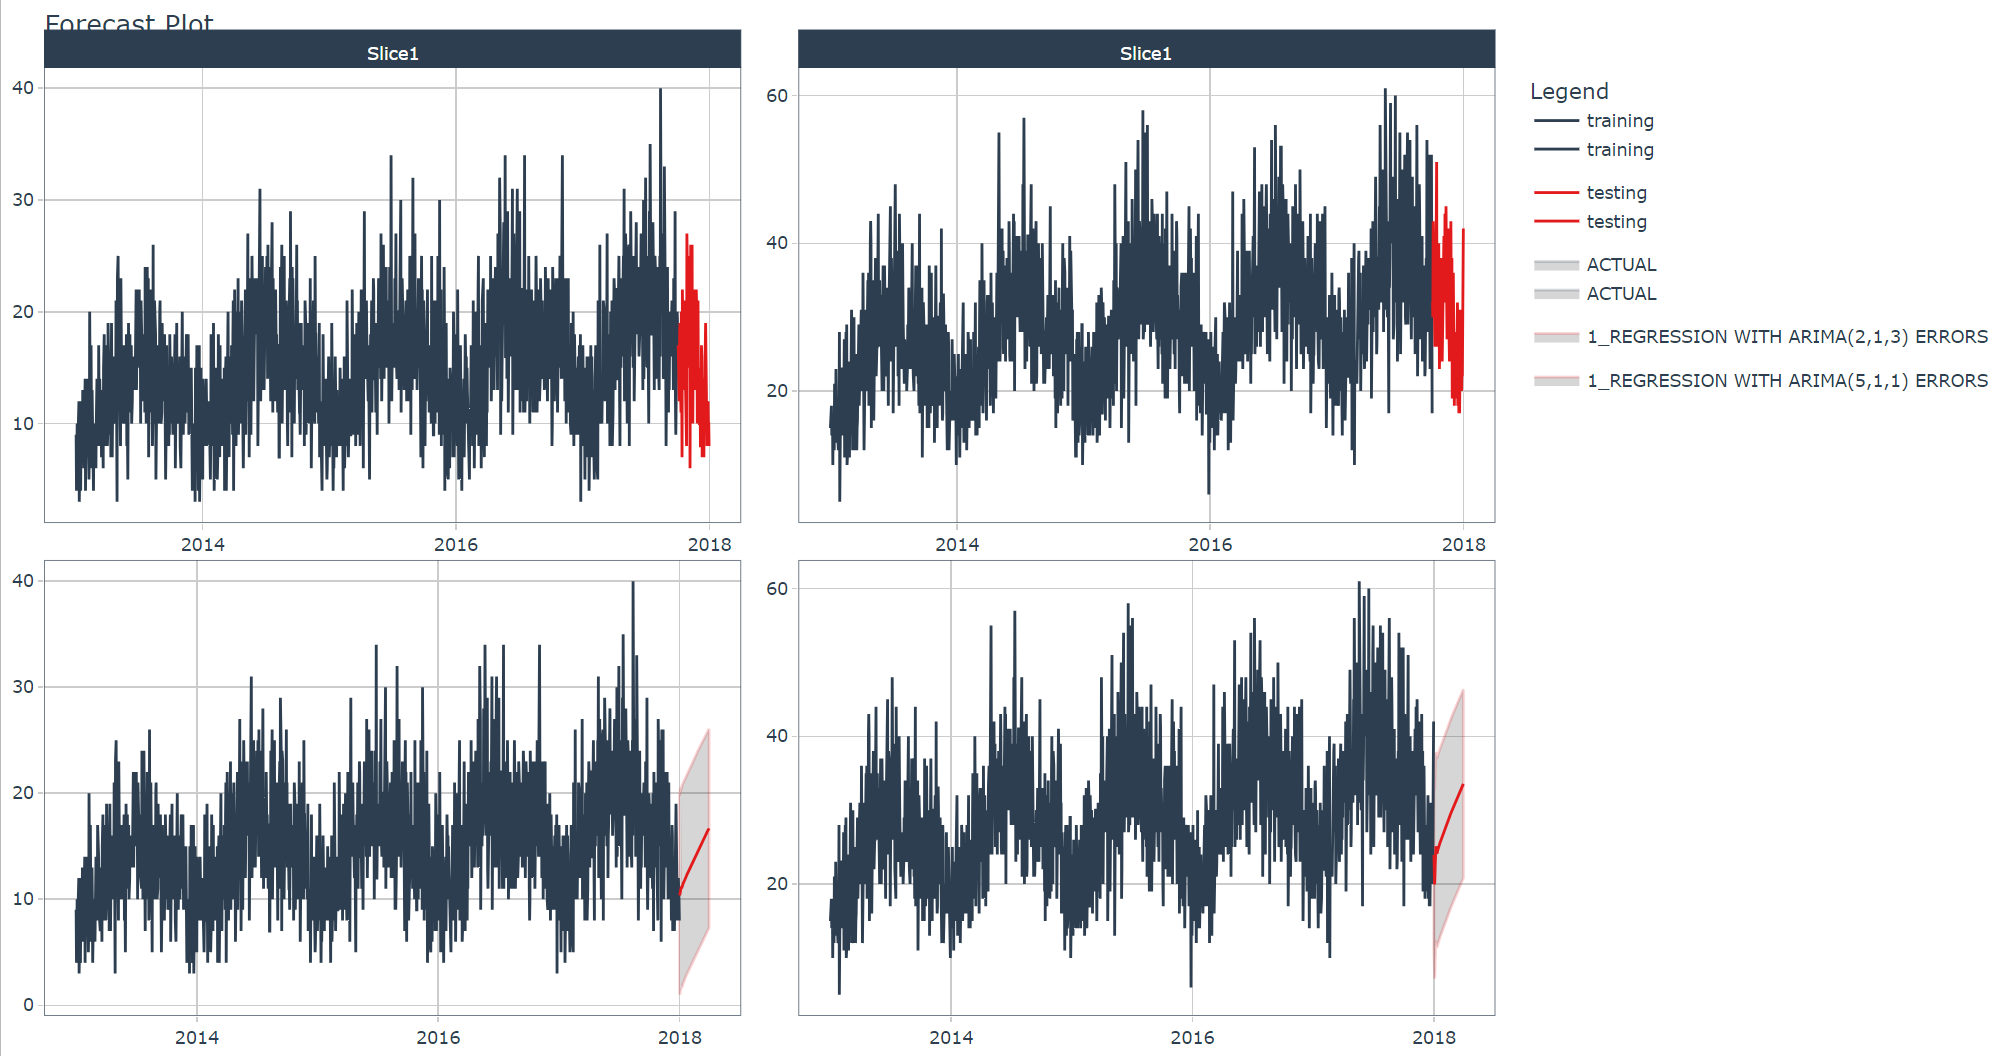 Forecast Plot
Slice1
Slice1
40
30
20
10
2014
2016
2018
60
40
20
2014
2016
2018
40
30
20
10
0
2014
2016
2018
60
40
20
2014
2016
2018
Legend
training
training
testing
testing
ACTUAL
ACTUAL
1_REGRESSION WITH ARIMA(2,1,3) ERRORS
1_REGRESSION WITH ARIMA(5,1,1) ERRORS